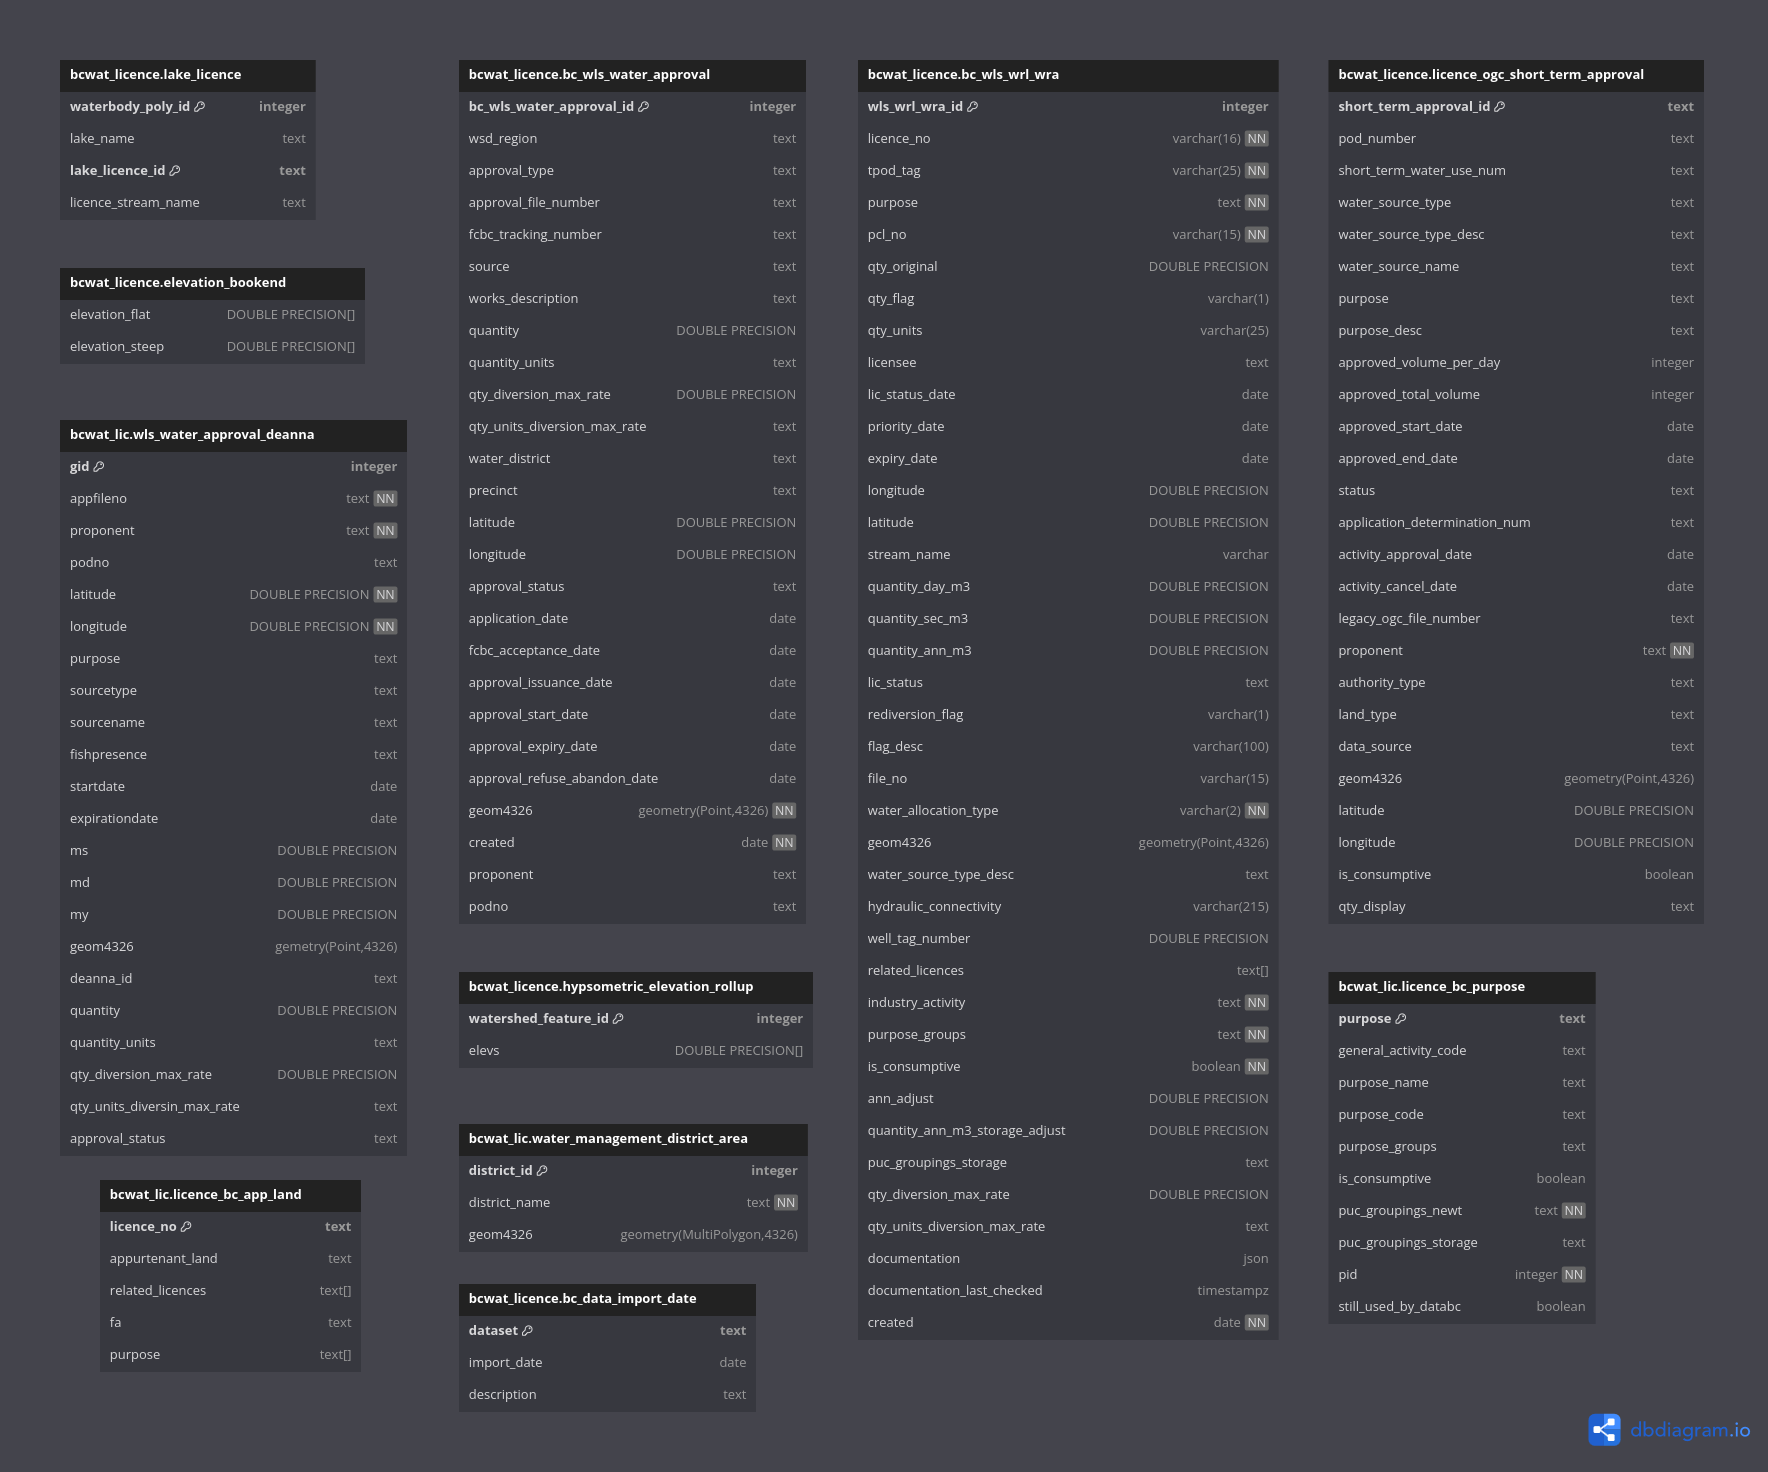 bcwat_licence.lake_licence
waterbody_poly_id integer
lake_name text
lake_licence_id text
licence_stream_name text
bcwat_licence.elevation_bookend
elevation_flat DOUBLE PRECISION[]
elevation_steep DOUBLE PRECISION[]
bcwat_lic.wls_water_approval_deanna
gid integer
appfileno text NN
proponent text NN
podno text
latitude DOUBLE PRECISION NN
longitude DOUBLE PRECISION NN
purpose text
sourcetype text
sourcename text
fishpresence text
startdate date
expirationdate date
ms DOUBLE PRECISION
md DOUBLE PRECISION
my DOUBLE PRECISION
geom4326 gemetry(Point,4326)
deanna_id text
quantity DOUBLE PRECISION
quantity_units text
qty_diversion_max_rate DOUBLE PRECISION
qty_units_diversin_max_rate text
approval_status text
bcwat_lic.licence_bc_app_land
licence_no text
appurtenant_land text
related_licences text[]
fa text
purpose text[]
bcwat_licence.bc_wls_water_approval
bc_wls_water_approval_id integer
wsd_region text
approval_type text
approval_file_number text
fcbc_tracking_number text
source text
works_description text
quantity DOUBLE PRECISION
quantity_units text
qty_diversion_max_rate DOUBLE PRECISION
qty_units_diversion_max_rate text
water_district text
precinct text
latitude DOUBLE PRECISION
longitude DOUBLE PRECISION
approval_status text
application_date date
fcbc_acceptance_date date
approval_issuance_date date
approval_start_date date
approval_expiry_date date
approval_refuse_abandon_date date
geom4326 geometry(Point,4326) NN
created date NN
proponent text
podno text
bcwat_licence.hypsometric_elevation_rollup
watershed_feature_id integer
elevs DOUBLE PRECISION[]
bcwat_lic.water_management_district_area
district_id integer
district_name text NN
geom4326 geometry(MultiPolygon,4326)
bcwat_licence.bc_data_import_date
dataset text
import_date date
description text
bcwat_licence.bc_wls_wrl_wra
wls_wrl_wra_id integer
licence_no varchar(16) NN
tpod_tag varchar(25) NN
purpose text NN
pcl_no varchar(15) NN
qty_original DOUBLE PRECISION
qty_flag varchar(1)
qty_units varchar(25)
licensee text
lic_status_date date
priority_date date
expiry_date date
longitude DOUBLE PRECISION
latitude DOUBLE PRECISION
stream_name varchar
quantity_day_m3 DOUBLE PRECISION
quantity_sec_m3 DOUBLE PRECISION
quantity_ann_m3 DOUBLE PRECISION
lic_status text
rediversion_flag varchar(1)
flag_desc varchar(100)
file_no varchar(15)
water_allocation_type varchar(2) NN
geom4326 geometry(Point,4326)
water_source_type_desc text
hydraulic_connectivity varchar(215)
well_tag_number DOUBLE PRECISION
related_licences text[]
industry_activity text NN
purpose_groups text NN
is_consumptive boolean NN
ann_adjust DOUBLE PRECISION
quantity_ann_m3_storage_adjust DOUBLE PRECISION
puc_groupings_storage text
qty_diversion_max_rate DOUBLE PRECISION
qty_units_diversion_max_rate text
documentation json
documentation_last_checked timestampz
created date NN
bcwat_licence.licence_ogc_short_term_approval
short_term_approval_id text
pod_number text
short_term_water_use_num text
water_source_type text
water_source_type_desc text
water_source_name text
purpose text
purpose_desc text
approved_volume_per_day integer
approved_total_volume integer
approved_start_date date
approved_end_date date
status text
application_determination_num text
activity_approval_date date
activity_cancel_date date
legacy_ogc_file_number text
proponent text NN
authority_type text
land_type text
data_source text
geom4326 geometry(Point,4326)
latitude DOUBLE PRECISION
longitude DOUBLE PRECISION
is_consumptive boolean
qty_display text
bcwat_lic.licence_bc_purpose
purpose text
general_activity_code text
purpose_name text
purpose_code text
purpose_groups text
is_consumptive boolean
puc_groupings_newt text NN
puc_groupings_storage text
pid integer NN
still_used_by_databc boolean
dbdiagram.io